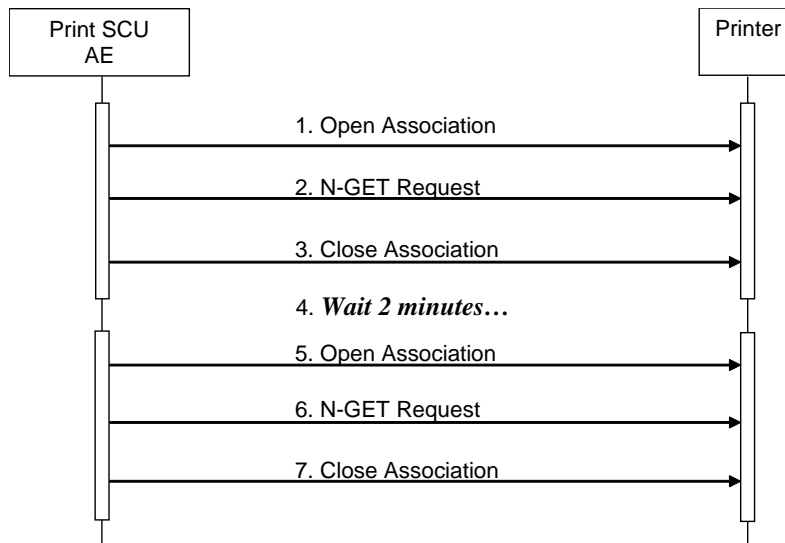 Print SCU
AE
Printer
1. Open Association
2. N-GET Request
3. Close Association
4. Wait 2 minutes…
5. Open Association
6. N-GET Request
7. Close Association